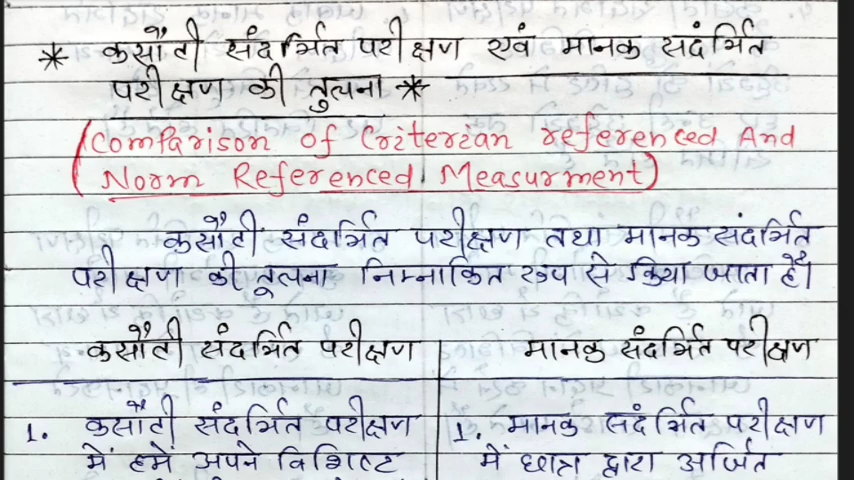 * कसौटी संदर्भित परीक्षण एवं मानक संदर्भित
परीक्षण की तुलना *
(Comparison of Criterian referenced And
Norm Referenced Measurment)
कसौटी संदर्भित परीक्षण तथा मानक संदर्भित
परीक्षण की तुलना निम्नांकित रूप से किया जाता है।
कसौटी संदर्भित परीक्षण | मानक संदर्भित परीक्षण
1. कसौटी संदर्भित परीक्षण | 1. मानक संदर्भित परीक्षण
में हमें अपने विशिष्ट | में छात्र द्वारा अर्जित